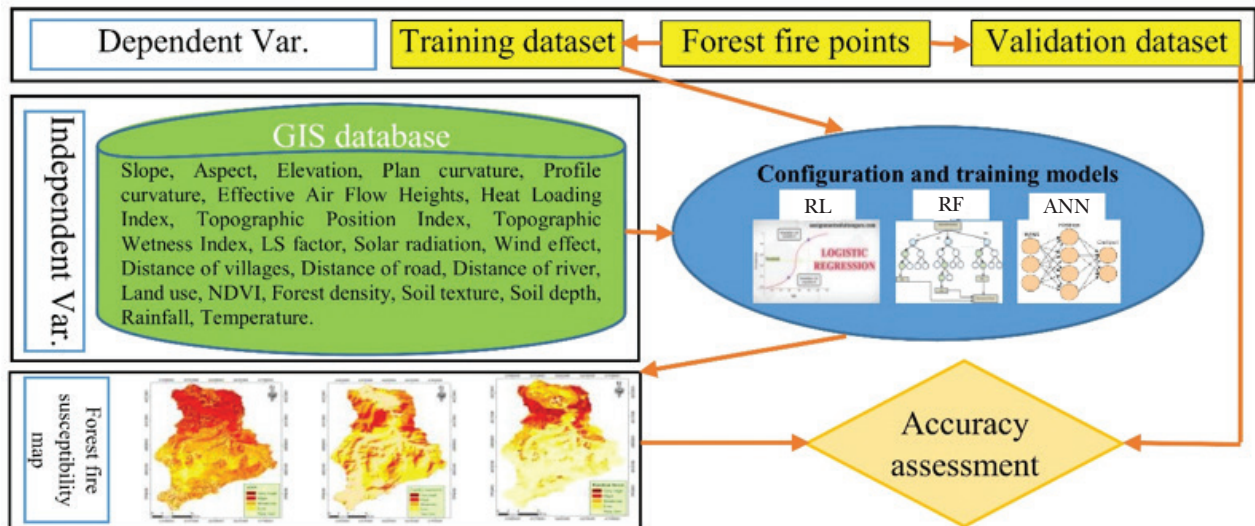 Dependent Var.
Training dataset
Forest fire points
Validation dataset
Independent Var.
GIS database
Slope, Aspect, Elevation, Plan curvature, Profile
curvature, Effective Air Flow Heights, Heat Loading
Index, Topographic Position Index, Topographic
Wetness Index, LS factor, Solar radiation, Wind effect,
Distance of villages, Distance of road, Distance of river,
Land use, NDVI, Forest density, Soil texture, Soil depth,
Rainfall, Temperature.
Configuration and training models
RL
RF
ANN
LOGISTIC
REGRESSION
Forest fire
susceptibility
map
Accuracy
assessment